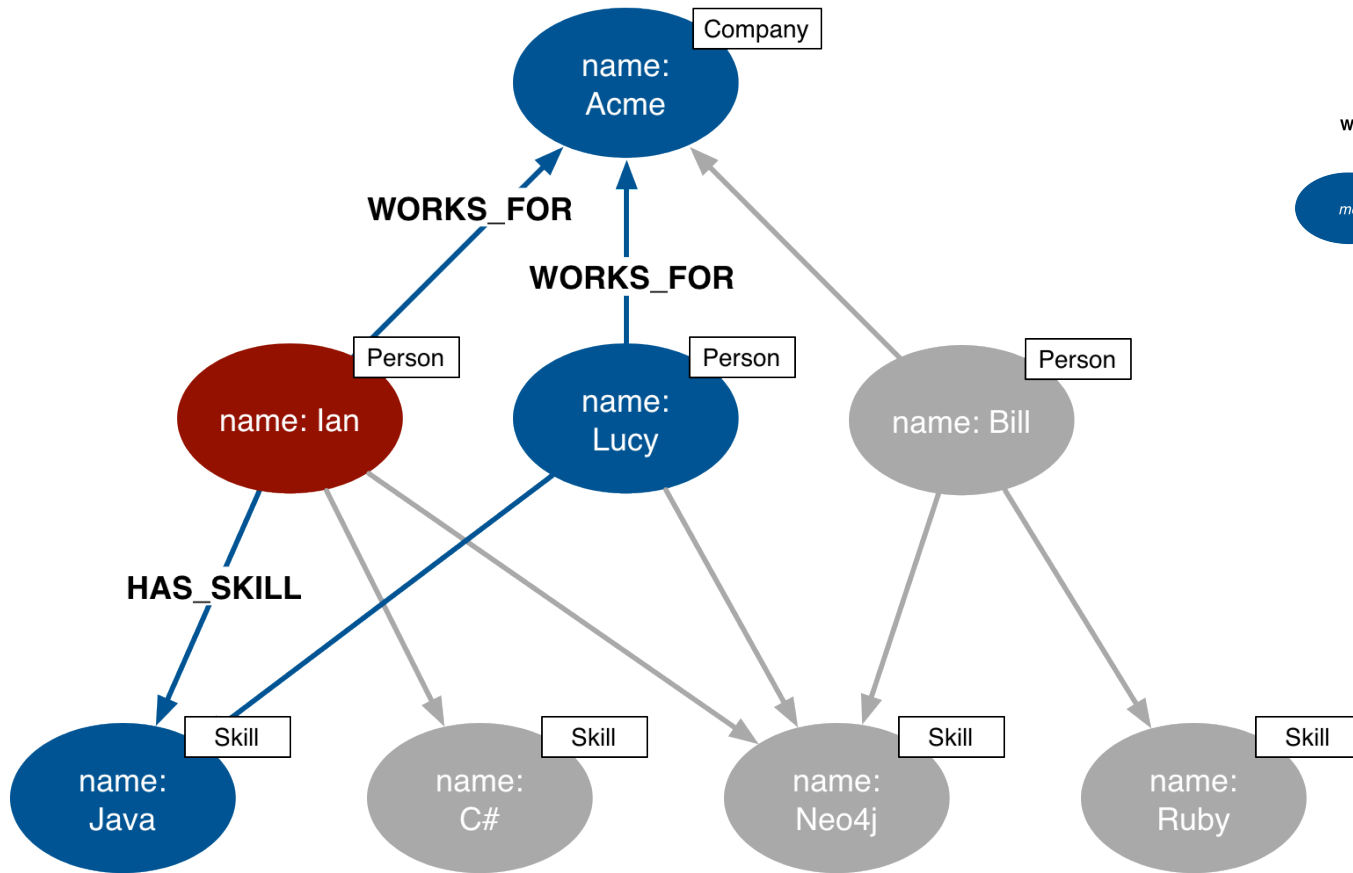 Company
name:
Acme
WORKS_FOR
WORKS_FOR
Person
Person
Person
name: Ian
name:
Lucy
name: Bill
HAS_SKILL
Skill
Skill
Skill
Skill
name:
Java
name:
C#
name:
Neo4j
name:
Ruby